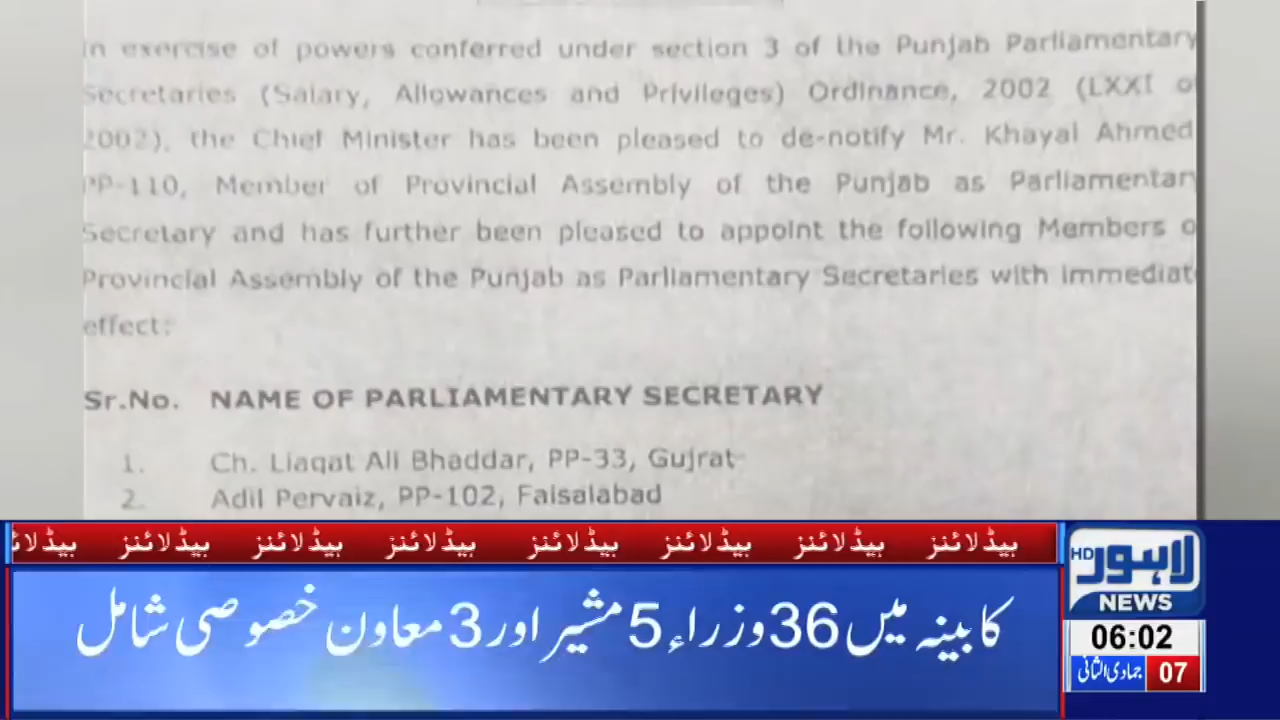 In exercise of powers conferred under section 3 of the Punjab Parliamentary
Secretaries (Salary, Allowances and Privileges) Ordinance, 2002 (LXXI o
2002), the Chief Minister has been pleased to de-notify Mr. Khayal Ahmed
PP-110, Member of Provincial Assembly of the Punjab as Parliamentar
Secretary and has further been pleased to appoint the following Members o
Provincial Assembly of the Punjab as Parliamentary Secretaries with immediat
effect:
Sr.No. NAME OF PARLIAMENTARY SECRETARY
1. Ch. Liaqat Ali Bhaddar, PP-33, Gujrat
2. Adil Pervaiz, PP-102, Faisalabad
ہیڈلائنز ہیڈلائنز ہیڈلائنز ہیڈلائنز ہیڈلائنز ہیڈلائنز ہیڈلائنز ہیڈلائنز
کابینہ میں 36 وزراء 5 مشیر اور 3 معاون خصوصی شامل
لاہور HD
NEWS
06:02
07 جمادی الثانی